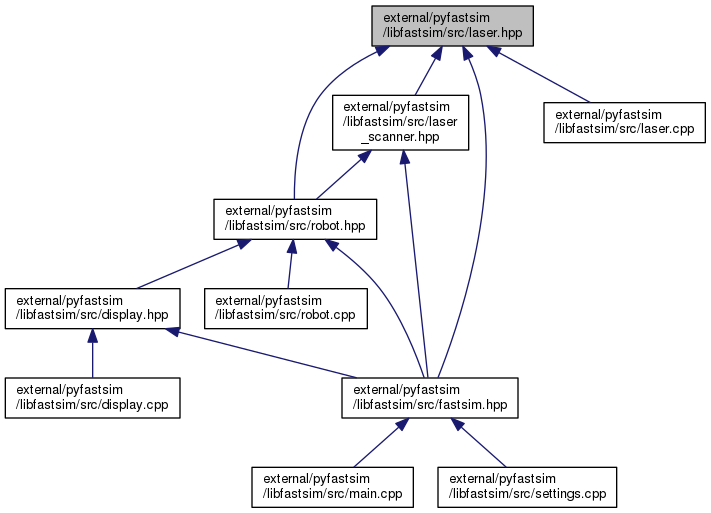 external/pyfastsim
/libfastsim/src/laser.hpp
external/pyfastsim
/libfastsim/src/laser
_scanner.hpp
external/pyfastsim
/libfastsim/src/laser.cpp
external/pyfastsim
/libfastsim/src/robot.hpp
external/pyfastsim
/libfastsim/src/display.hpp
external/pyfastsim
/libfastsim/src/robot.cpp
external/pyfastsim
/libfastsim/src/display.cpp
external/pyfastsim
/libfastsim/src/fastsim.hpp
external/pyfastsim
/libfastsim/src/main.cpp
external/pyfastsim
/libfastsim/src/settings.cpp